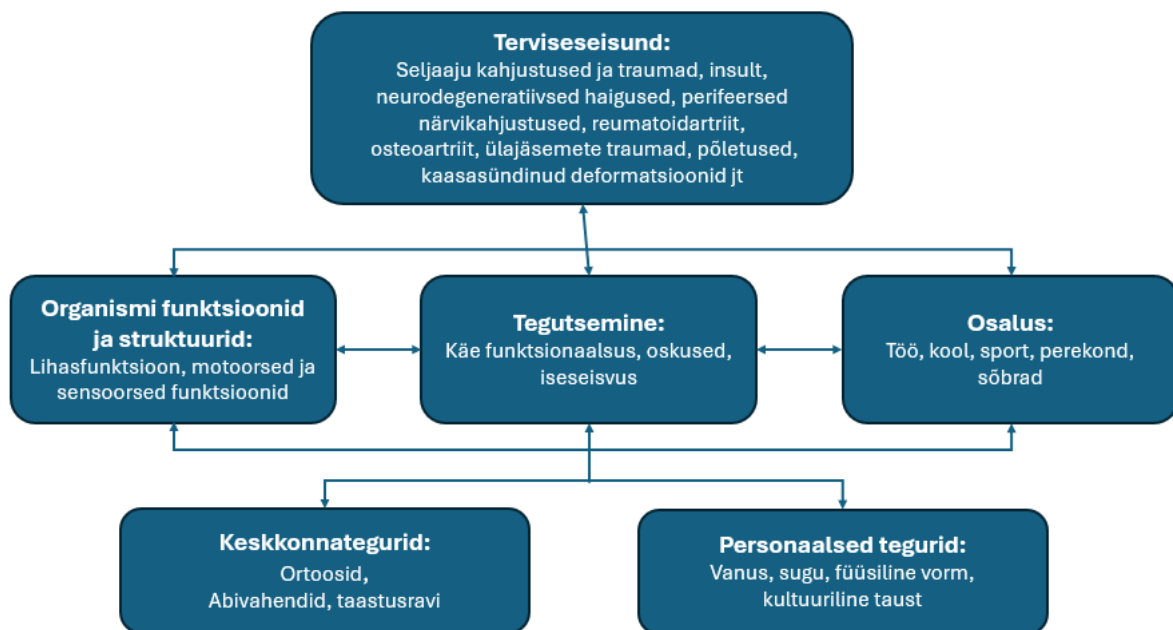 Terviseseisund:
Seljaaju kahjustused ja traumad, insult,
neurodegeneratiivsed haigused, perifeersed
närvikahjustused, reumatoidartriit,
osteoartriit, ülajäsemete traumad, põletused,
kaasasündinud deformatsioonid jt
Organismi funktsioonid
ja struktuurid:
Lihasfunktsioon, motoorsed ja
sensoorsed funktsioonid
Tegutsemine:
Käe funktsionaalsus, oskused,
iseseisvus
Osalus:
Töö, kool, sport, perekond,
sõbrad
Keskkonnategurid:
Ortoosid,
Abivahendid, taastusravi
Personaalsed tegurid:
Vanus, sugu, füüsiline vorm,
kultuuriline taust